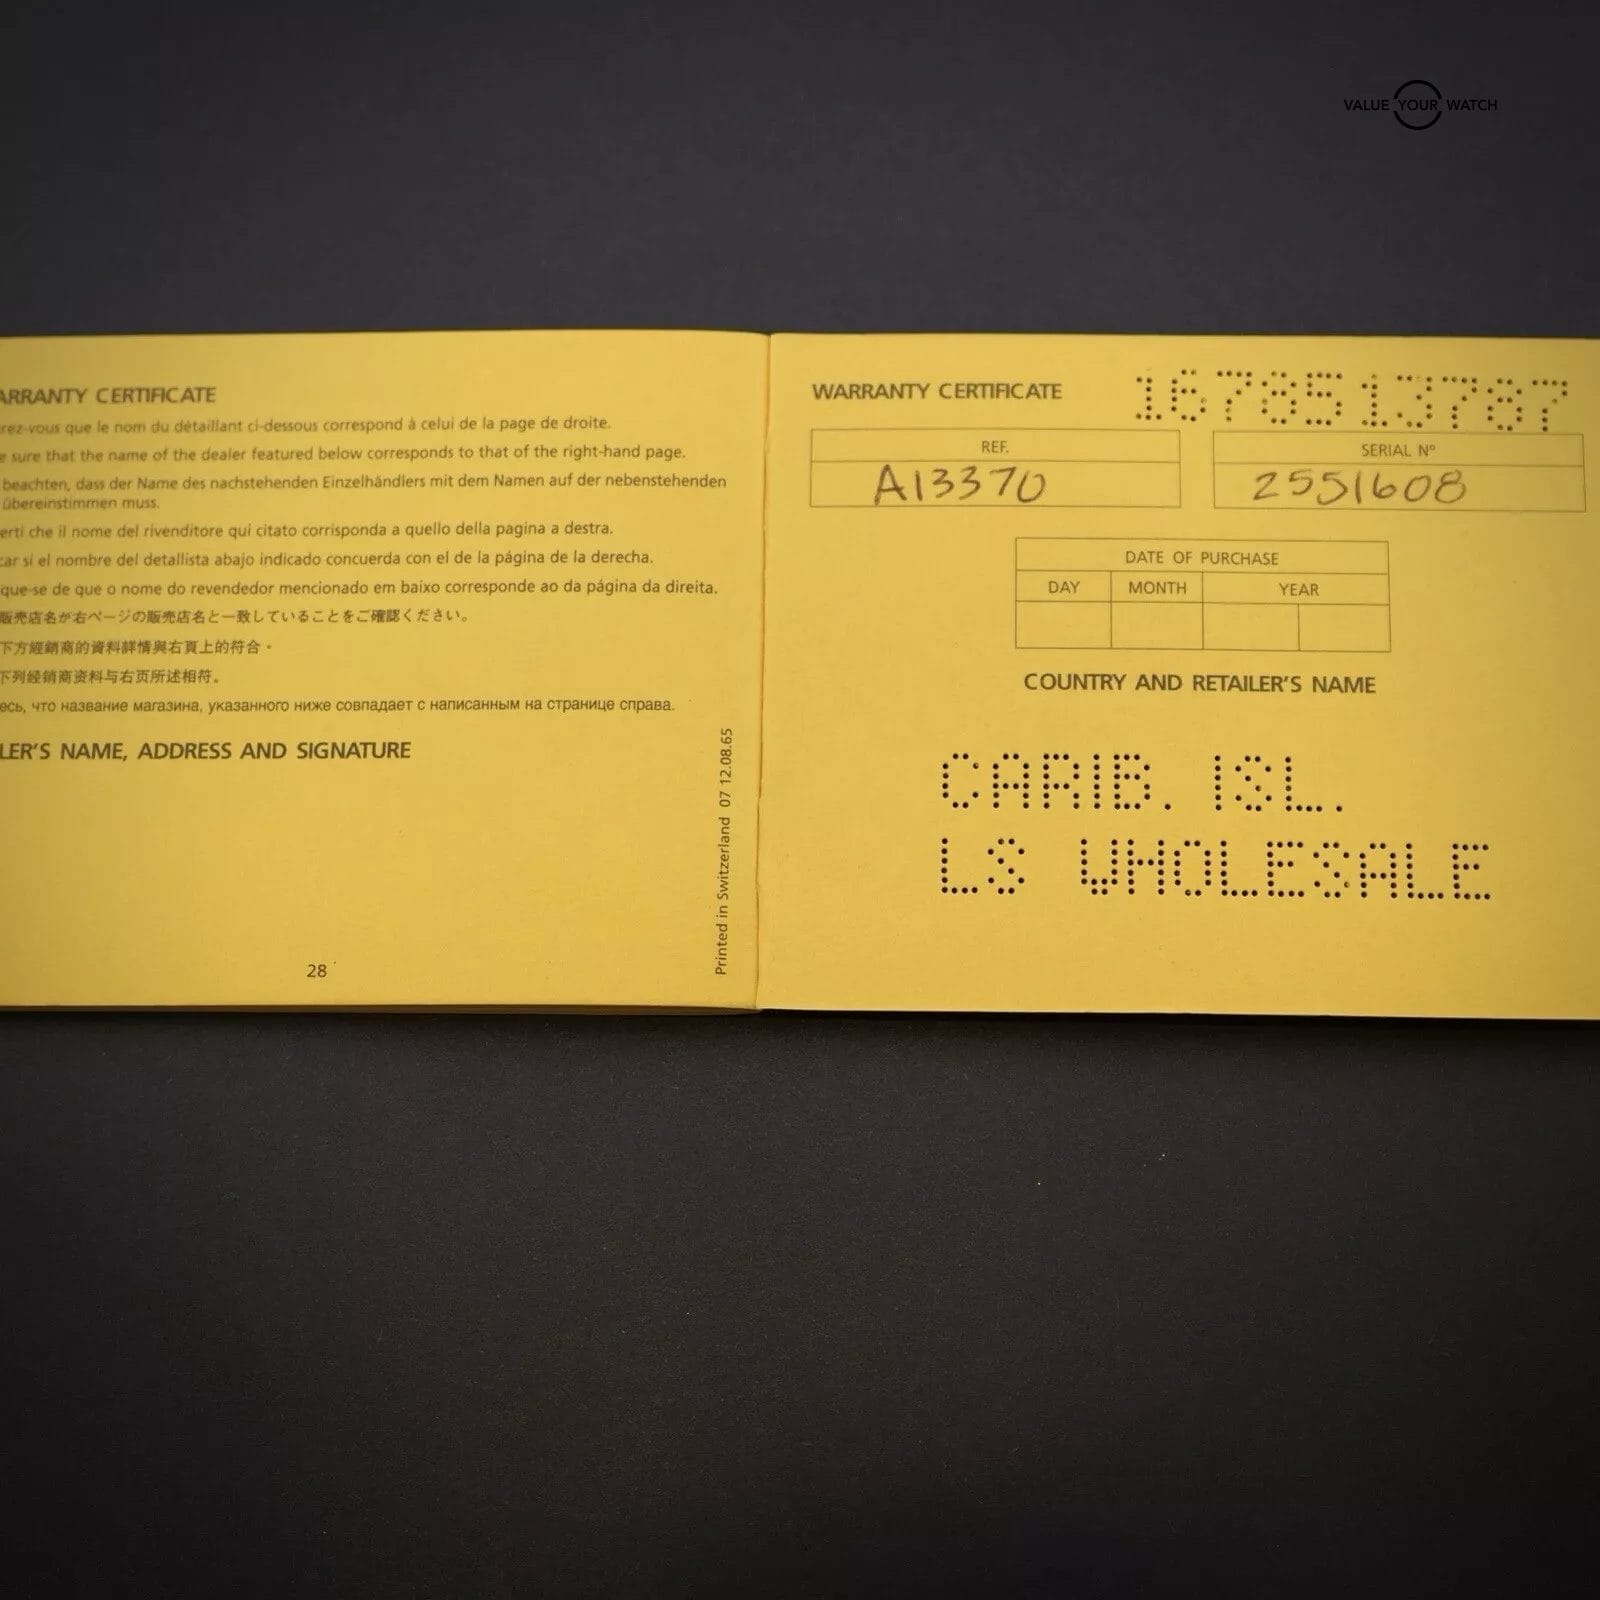 VALUE YOUR WATCH
ARRANTY CERTIFICATE
rez-vous que le nom du détaillant ci-dessous correspond à celui de la page de droite.
e sure that the name of the dealer featured below corresponds to that of the right-hand page.
beachten, dass der Name des nachstehenden Einzelhändlers mit dem Namen auf der nebenstehenden
übereinstimmen muss.
erti che il nome del rivenditore qui citato corrisponda a quello della pagina a destra.
car si el nombre del detallista abajo indicado concuerda con el de la página de la derecha.
que-se de que o nome do revendedor mencionado em baixo corresponde ao da página da direita.
販売店名が右ページの販売店名と一致していることをご確認ください。
下方經銷商的資料詳情與右頁上的符合。
下列经销商资料与右页所述相符。
есь, что название магазина, указанного ниже совпадает с написанным на странице справа.
LER'S NAME, ADDRESS AND SIGNATURE
28
Printed in Switzerland 07 12.08.65
WARRANTY CERTIFICATE
1678513787
REF.
A13370
SERIAL Nº
2551608
DATE OF PURCHASE
DAY MONTH YEAR
COUNTRY AND RETAILER'S NAME
CARIB. ISL.
LS WHOLESALE